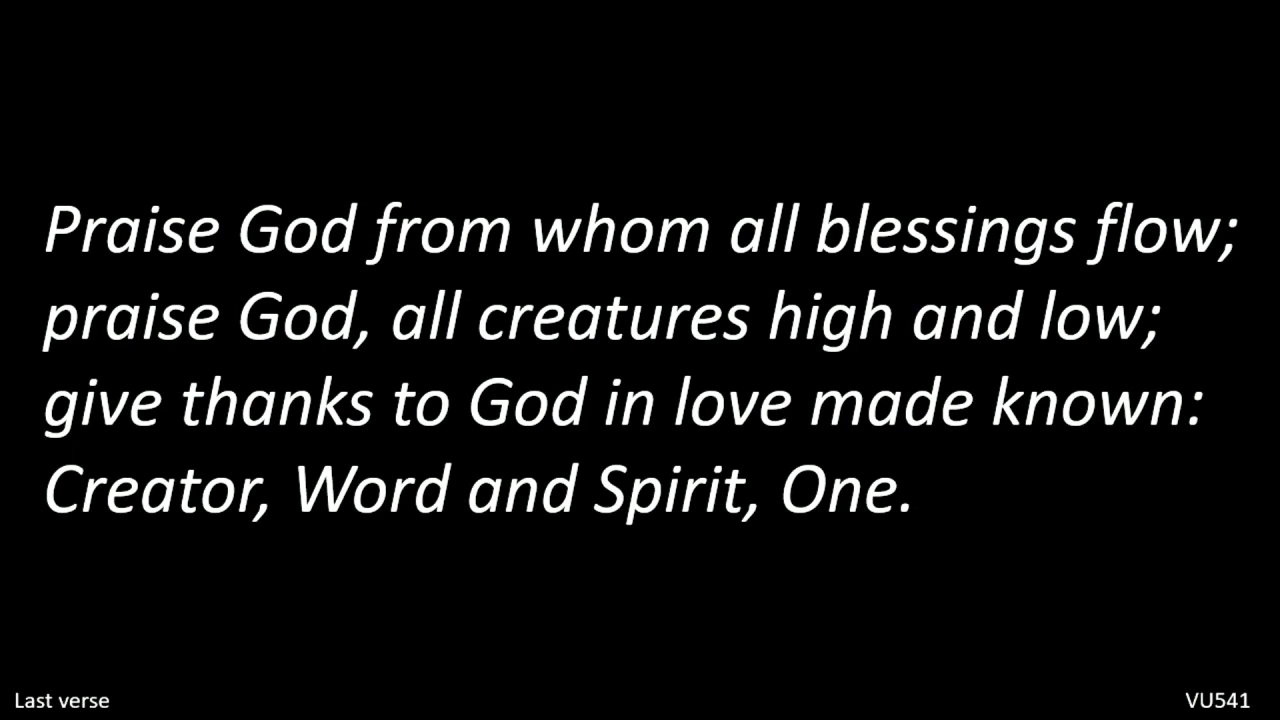 Praise God from whom all blessings flow;
praise God, all creatures high and low;
give thanks to God in love made known:
Creator, Word and Spirit, One.
Last verse
VU541